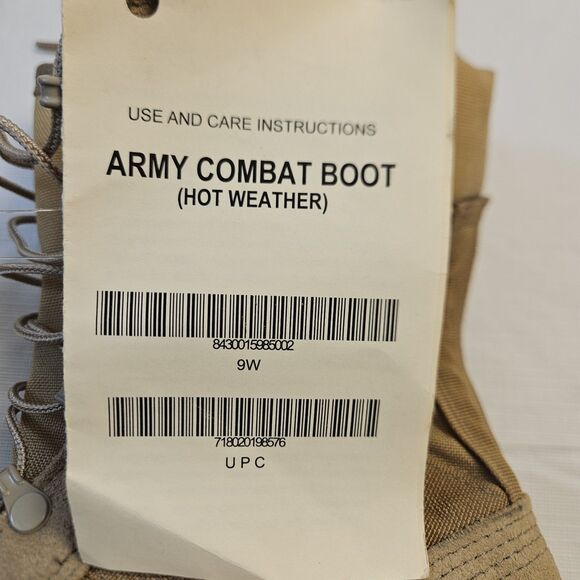 USE AND CARE INSTRUCTIONS
ARMY COMBAT BOOT
(HOT WEATHER)
8430015985002
9W
718020198576
UPC